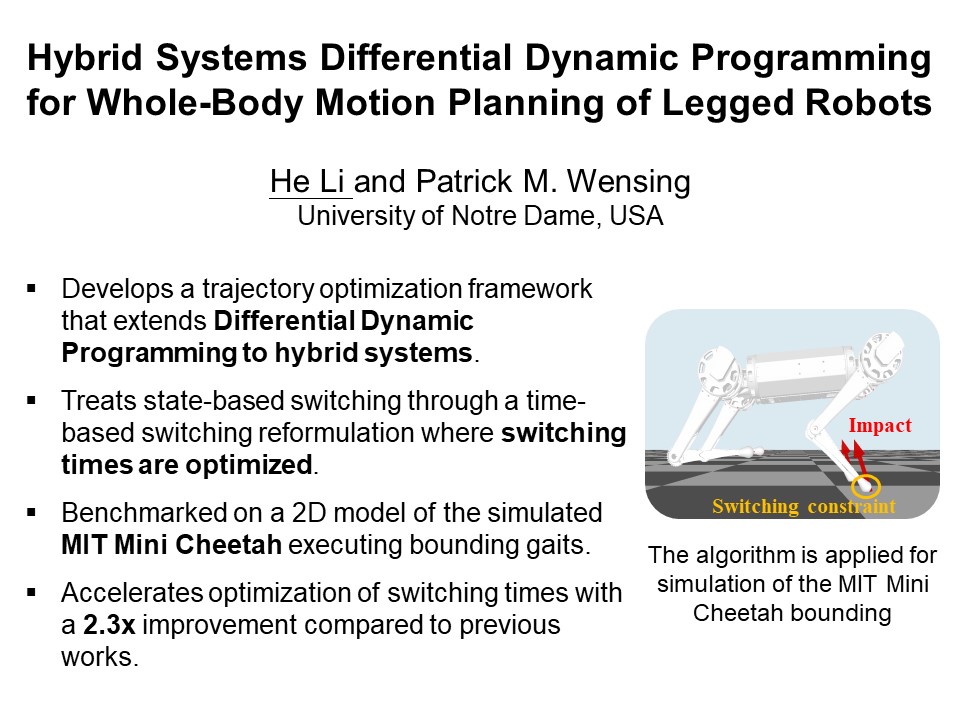 Hybrid Systems Differential Dynamic Programming
for Whole-Body Motion Planning of Legged Robots
He Li and Patrick M. Wensing
University of Notre Dame, USA
▪ Develops a trajectory optimization framework
that extends Differential Dynamic
Programming to hybrid systems.
▪ Treats state-based switching through a time-
based switching reformulation where switching
times are optimized.
▪ Benchmarked on a 2D model of the simulated
MIT Mini Cheetah executing bounding gaits.
▪ Accelerates optimization of switching times with
a 2.3x improvement compared to previous
works.
Impact
Switching constraint
The algorithm is applied for
simulation of the MIT Mini
Cheetah bounding